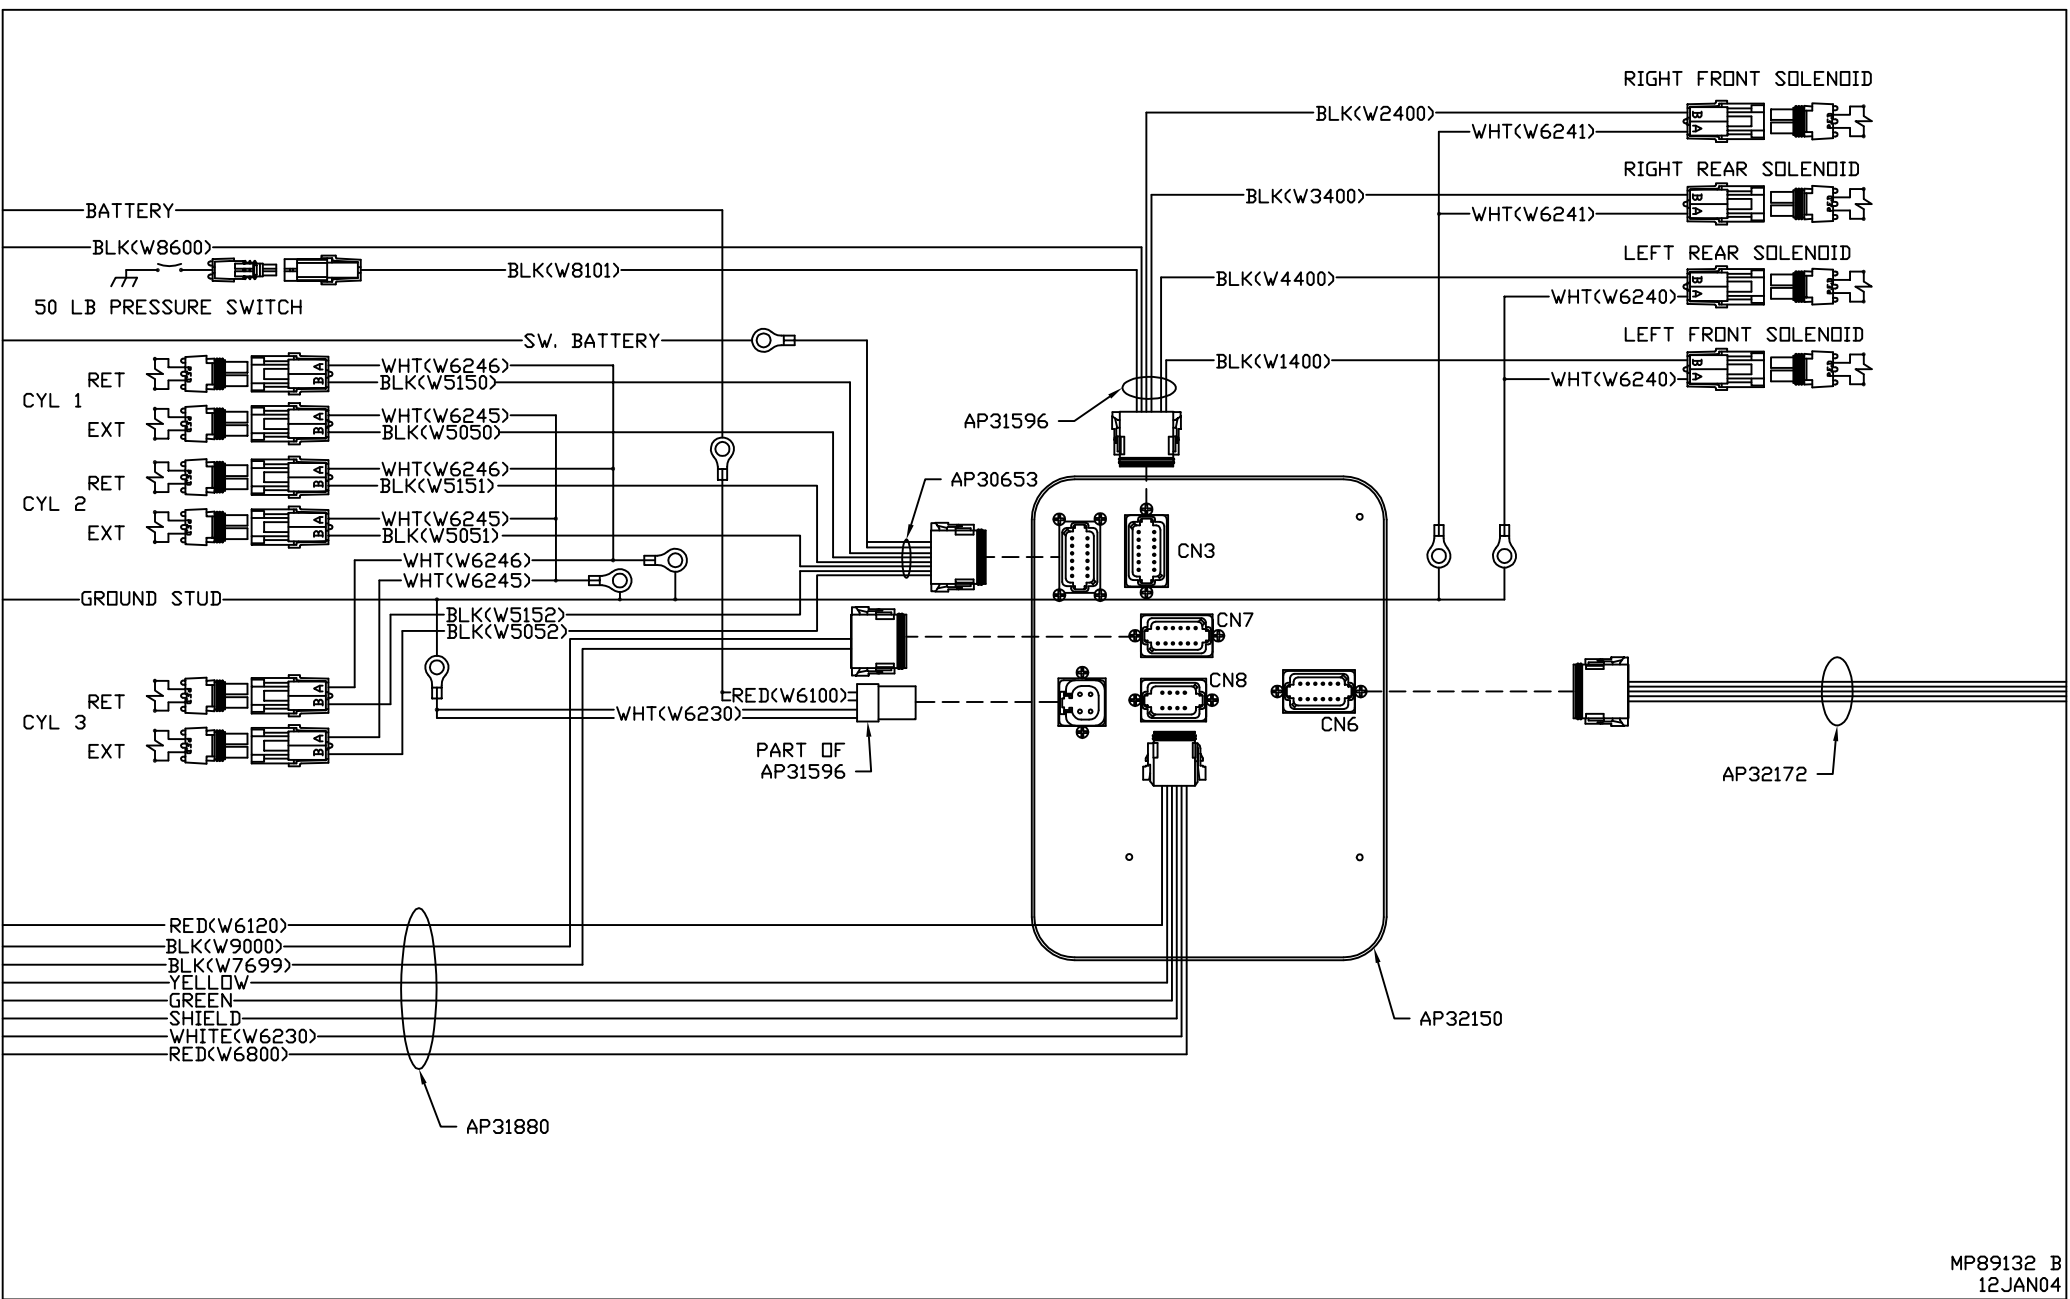 RIGHT FRONT SOLENOID
BLK(W2400)
WHT(W6241)
B
A
RIGHT REAR SOLENOID
BLK(W3400)
WHT(W6241)
B
A
BATTERY
BLK(W8600)
LEFT REAR SOLENOID
BLK(W8101)
BLK(W4400)
WHT(W6240)
B
A
50 LB PRESSURE SWITCH
SW. BATTERY
LEFT FRONT SOLENOID
BLK(W1400)
WHT(W6240)
B
A
CYL 1
RET
A
B
WHT(W6246)
BLK(W5150)
EXT
A
B
WHT(W6245)
BLK(W5050)
AP31596
CYL 2
RET
A
B
WHT(W6246)
BLK(W5151)
AP30653
EXT
A
B
WHT(W6245)
BLK(W5051)
CN3
WHT(W6246)
WHT(W6245)
GROUND STUD
BLK(W5152)
BLK(W5052)
CN7
CN8
CN6
RED(W6100)
WHT(W6230)
CYL 3
RET
A
B
EXT
A
B
PART OF
AP31596
AP32172
RED(W6120)
BLK(W9000)
BLK(W7699)
YELLOW
GREEN
SHIELD
WHITE(W6230)
RED(W6800)
AP32150
AP31880
MP89132 B
12JAN04